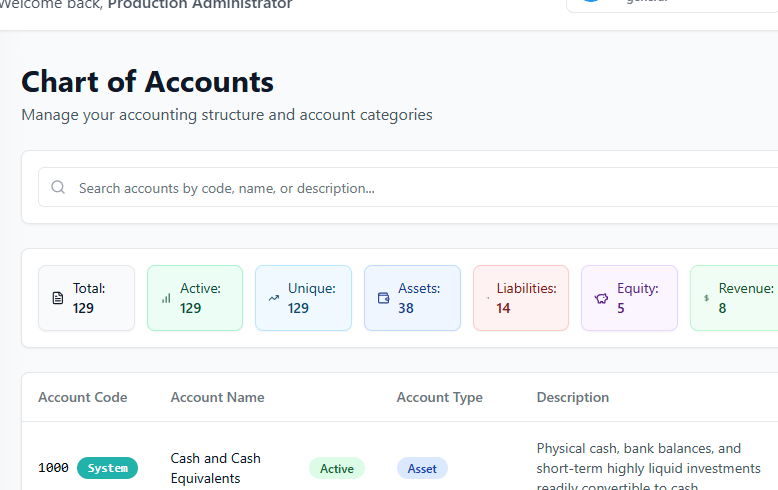 Welcome back, Production Administrator
general
Chart of Accounts
Manage your accounting structure and account categories
Search accounts by code, name, or description...
Total:
129
Active:
129
Unique:
129
Assets:
38
Liabilities:
14
Equity:
5
Revenue:
8
Account Code Account Name Account Type Description
1000 System Cash and Cash Equivalents Active Asset Physical cash, bank balances, and
short-term highly liquid investments
readily convertible to cash